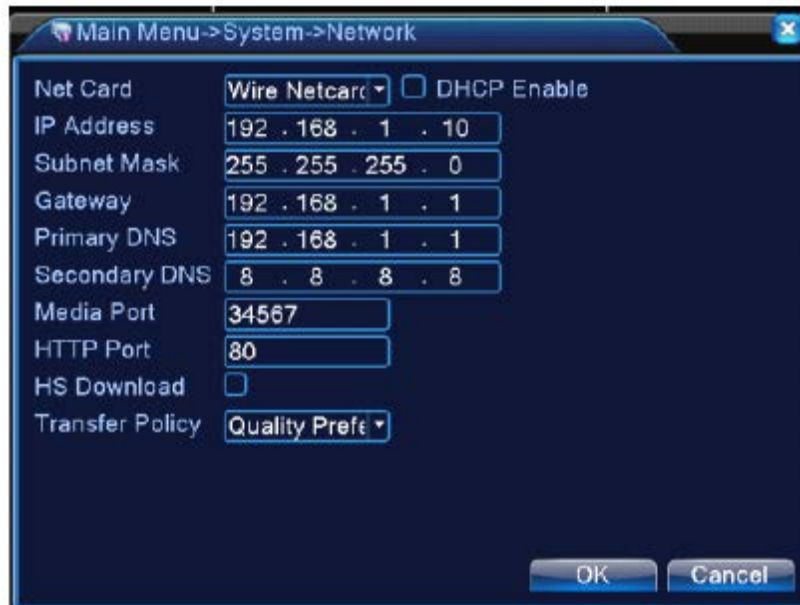 Main Menu->System->Network
Net Card Wire Netcarc DHCP Enable
IP Address 192 . 168 . 1 . 10
Subnet Mask 255 . 255 . 255 . 0
Gateway 192 . 168 . 1 . 1
Primary DNS 192 . 168 . 1 . 1
Secondary DNS 8 . 8 . 8 . 8
Media Port 34567
HTTP Port 80
HS Download
Transfer Policy Quality Prefe
OK Cancel